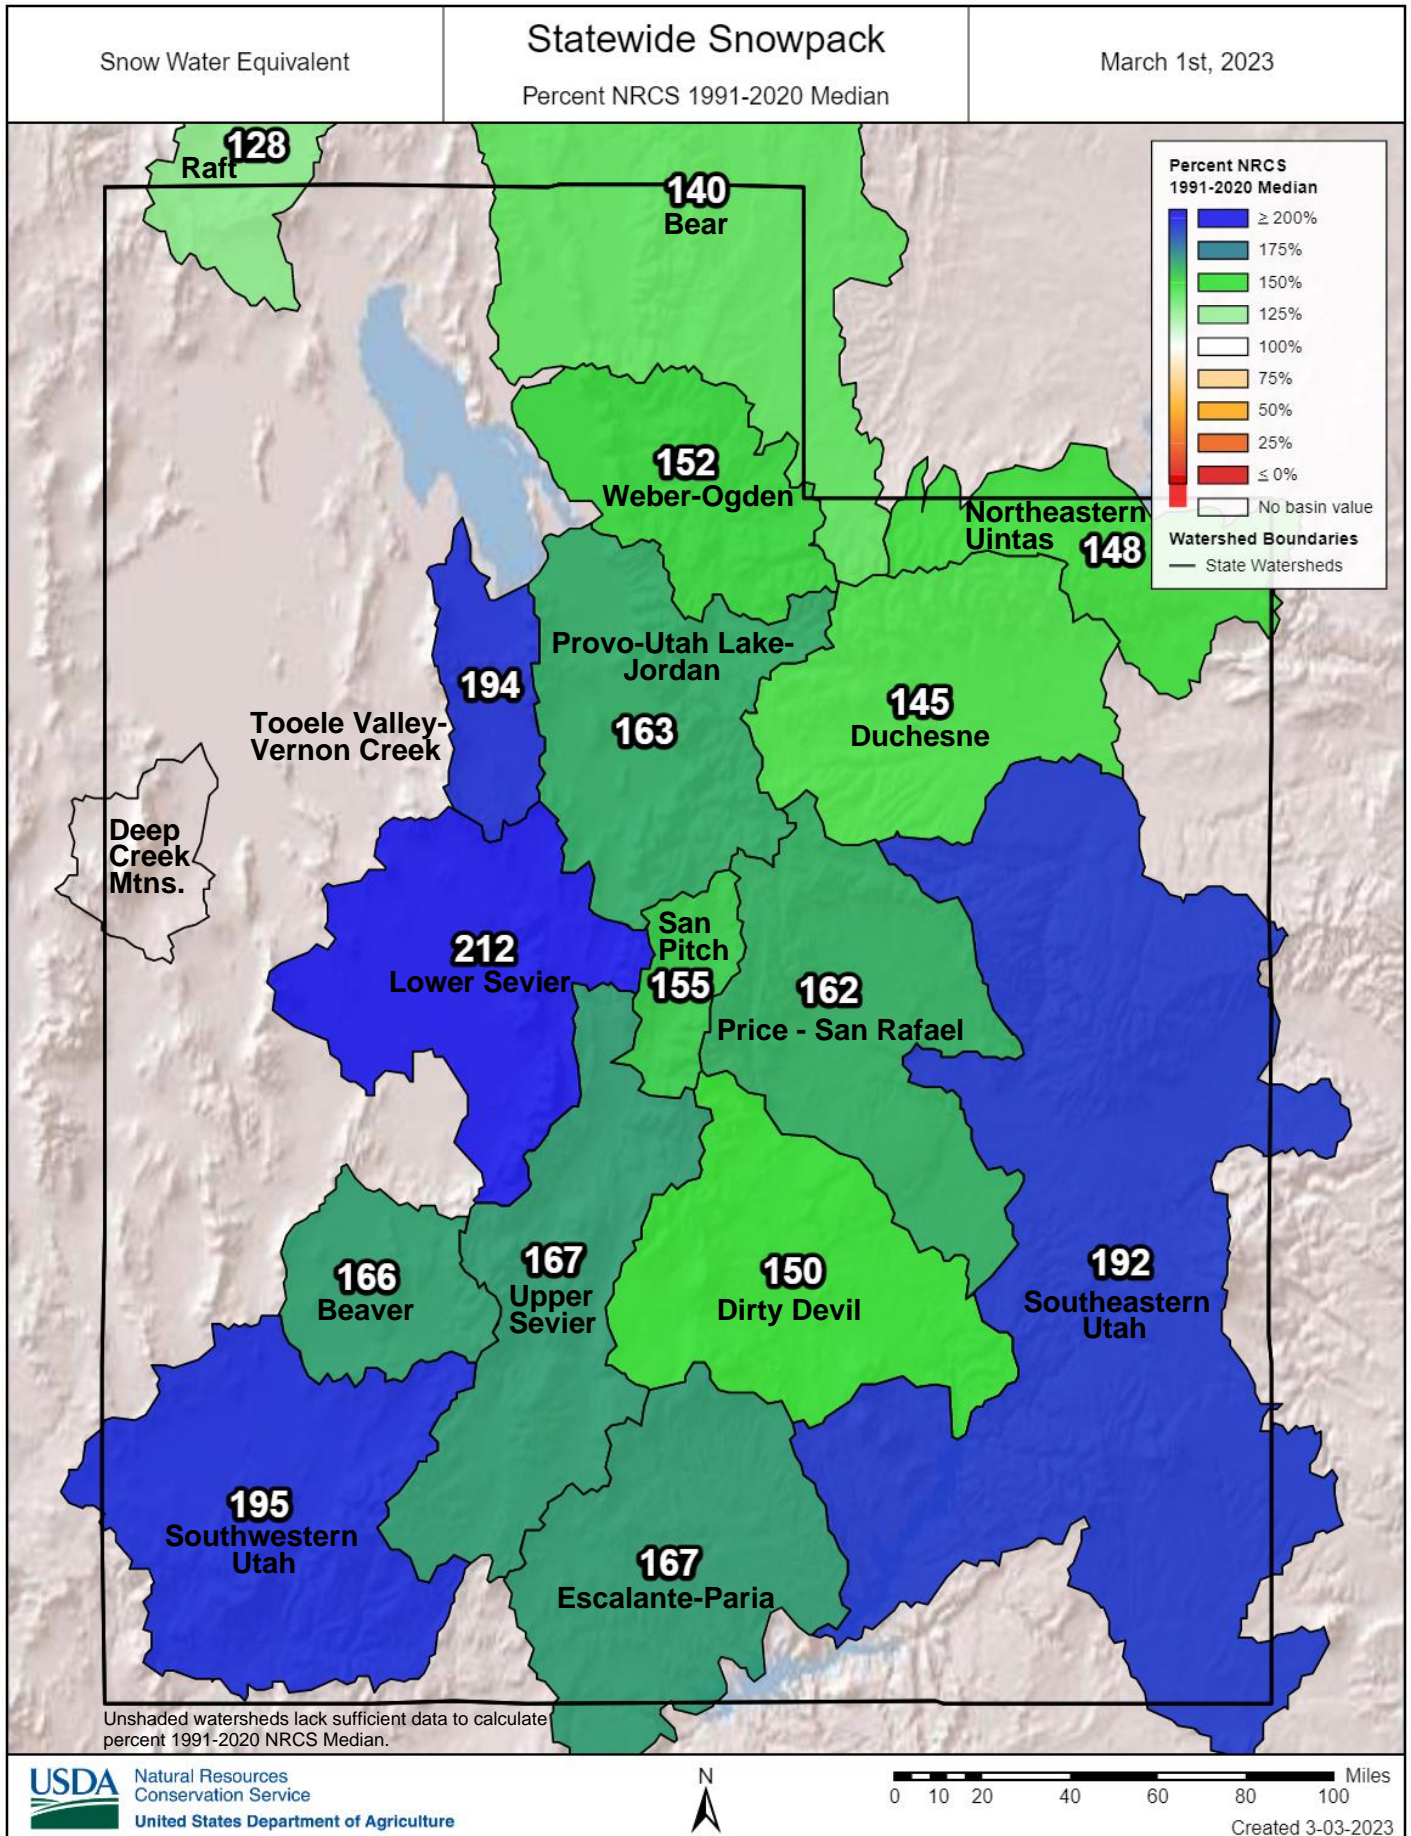 Snow Water Equivalent
Statewide Snowpack
Percent NRCS 1991-2020 Median
March 1st, 2023
128
Raft
140
Bear
Percent NRCS
1991-2020 Median
≥ 200%
175%
150%
125%
100%
75%
50%
25%
≤ 0%
No basin value
Watershed Boundaries
State Watersheds
152
Weber-Ogden
Northeastern
Uintas
148
Provo-Utah Lake-
Jordan
163
194
Tooele Valley-
Vernon Creek
145
Duchesne
Deep
Creek
Mtns.
212
Lower Sevier
San
Pitch
155
162
Price - San Rafael
166
Beaver
167
Upper
Sevier
150
Dirty Devil
192
Southeastern
Utah
195
Southwestern
Utah
167
Escalante-Paria
Unshaded watersheds lack sufficient data to calculate
percent 1991-2020 NRCS Median.
USDA
Natural Resources
Conservation Service
United States Department of Agriculture
N
Miles
0 10 20 40 60 80 100
Created 3-03-2023